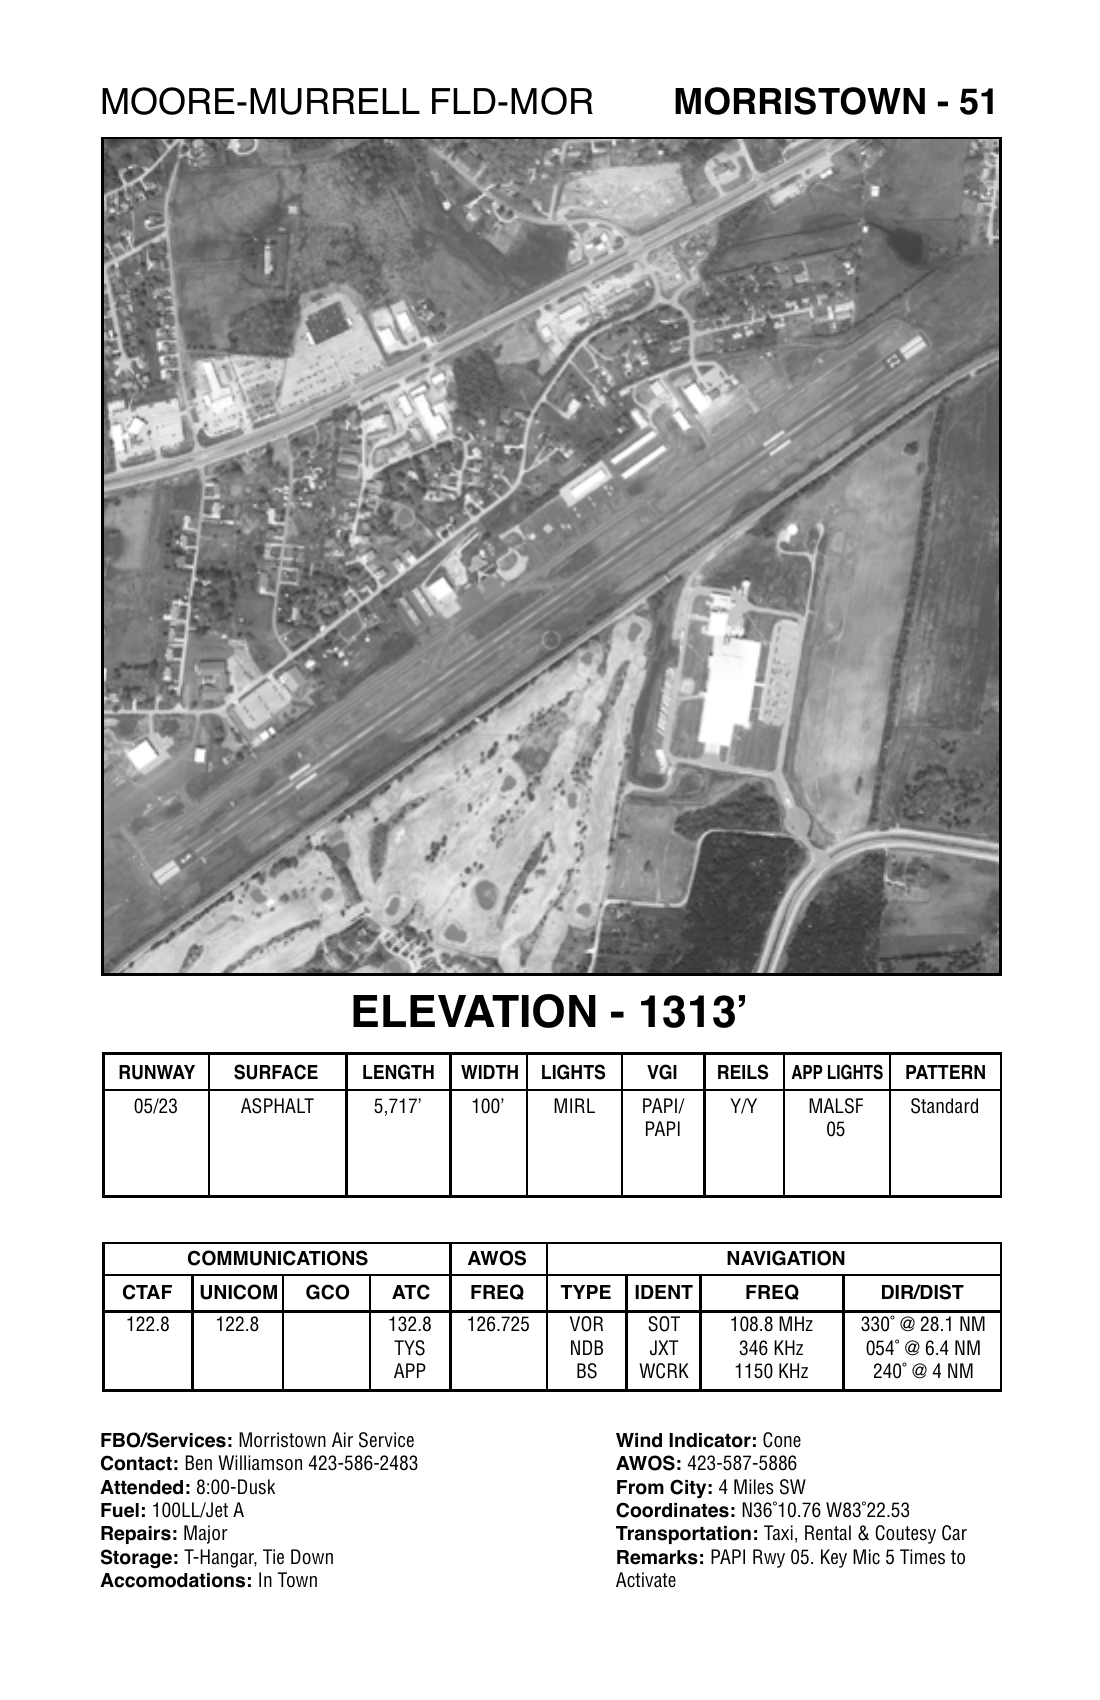 MOORE-MURRELL FLD-MOR MORRISTOWN - 51
ELEVATION - 1313’
RUNWAY SURFACE LENGTH WIDTH LIGHTS VGI REILS APP LIGHTS PATTERN
05/23 ASPHALT 5,717’ 100’ MIRL PAPI/ Y/Y MALSF Standard
PAPI 05
COMMUNICATIONS AWOS NAVIGATION
CTAF UNICOM GCO ATC FREQ TYPE IDENT FREQ DIR/DIST
122.8 122.8 132.8 126.725 VOR SOT 108.8 MHz 330˚ @ 28.1 NM
TYS NDB JXT 346 KHz 054˚ @ 6.4 NM
APP BS WCRK 1150 KHz 240˚ @ 4 NM
FBO/Services: Morristown Air Service
Contact: Ben Williamson 423-586-2483
Attended: 8:00-Dusk
Fuel: 100LL/Jet A
Repairs: Major
Storage: T-Hangar, Tie Down
Accomodations: In Town
Wind Indicator: Cone
AWOS: 423-587-5886
From City: 4 Miles SW
Coordinates: N36˚10.76 W83˚22.53
Transportation: Taxi, Rental & Coutesy Car
Remarks: PAPI Rwy 05. Key Mic 5 Times to
Activate